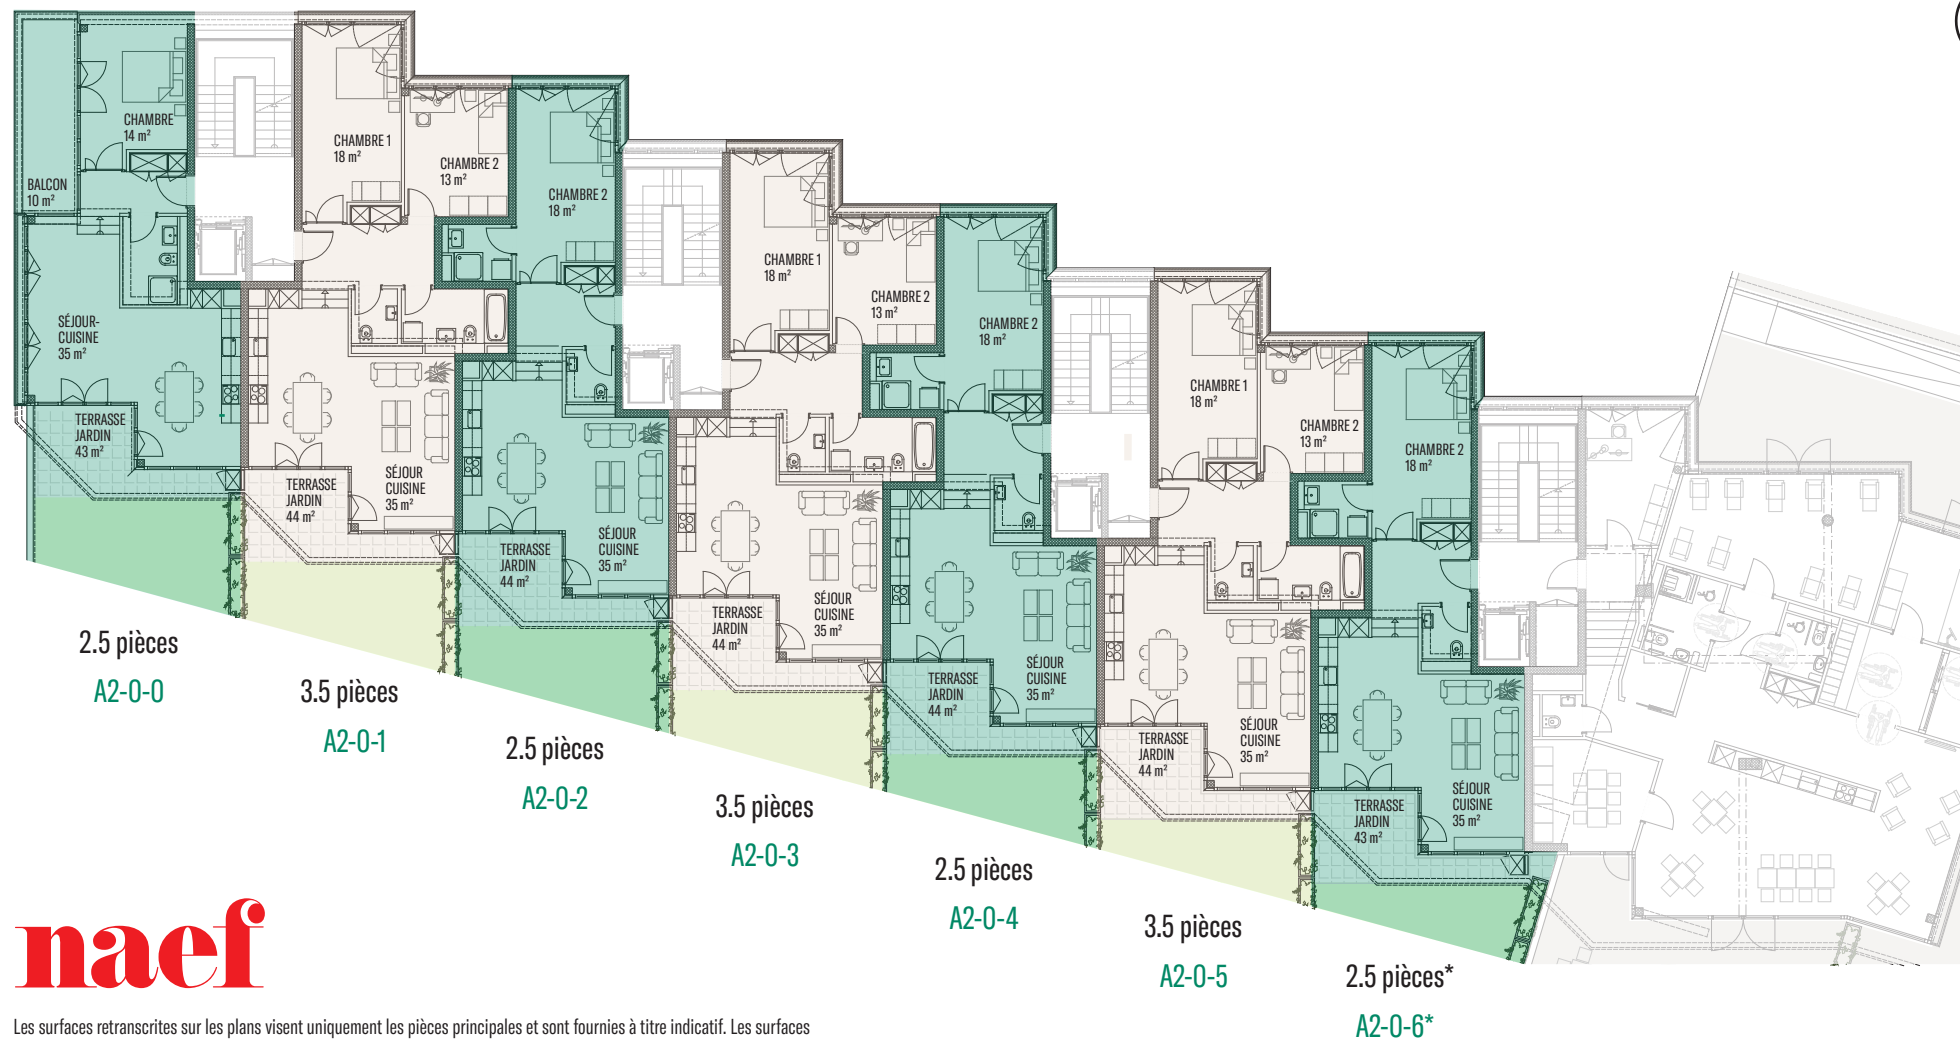 CHAMBRE
14 m²
BALCON
10 m²
SÉJOUR-
CUISINE
35 m²
TERRASSE
JARDIN
43 m²
CHAMBRE 1
18 m²
CHAMBRE 2
13 m²
SÉJOUR
CUISINE
35 m²
TERRASSE
JARDIN
44 m²
CHAMBRE 2
18 m²
SÉJOUR
CUISINE
35 m²
TERRASSE
JARDIN
44 m²
CHAMBRE 1
18 m²
CHAMBRE 2
13 m²
SÉJOUR
CUISINE
35 m²
TERRASSE
JARDIN
44 m²
CHAMBRE 2
18 m²
SÉJOUR
CUISINE
35 m²
TERRASSE
JARDIN
44 m²
CHAMBRE 1
18 m²
CHAMBRE 2
13 m²
SÉJOUR
CUISINE
35 m²
TERRASSE
JARDIN
44 m²
CHAMBRE 2
18 m²
SÉJOUR
CUISINE
35 m²
TERRASSE
JARDIN
43 m²
2.5 pièces
A2-0-0
3.5 pièces
A2-0-1
2.5 pièces
A2-0-2
3.5 pièces
A2-0-3
2.5 pièces
A2-0-4
3.5 pièces
A2-0-5
2.5 pièces*
A2-0-6*
naef
Les surfaces retranscrites sur les plans visent uniquement les pièces principales et sont fournies à titre indicatif. Les surfaces